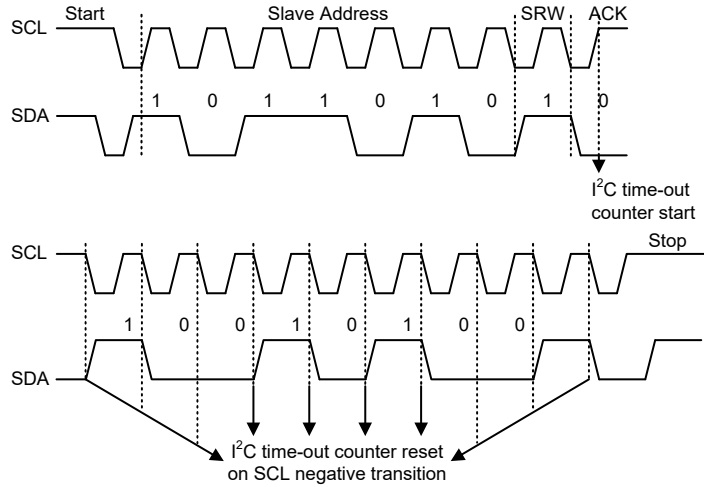 Start Slave Address SRW ACK
SCL
1 0 1 1 0 1 0 1 0
SDA
I²C time-out
counter start
Stop
SCL
1 0 0 1 0 1 0 0
SDA
I²C time-out counter reset
on SCL negative transition